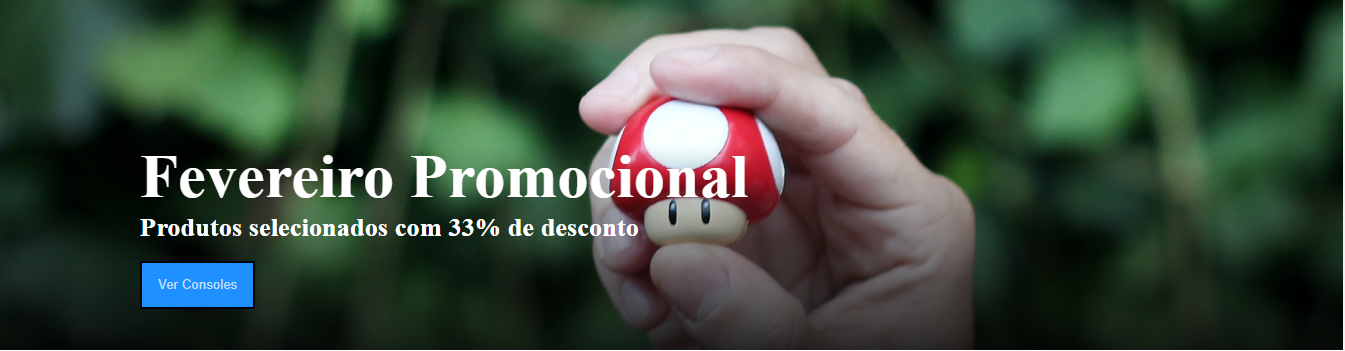 Fevereiro Promocional
Produtos selecionados com 33% de desconto
Ver Consoles